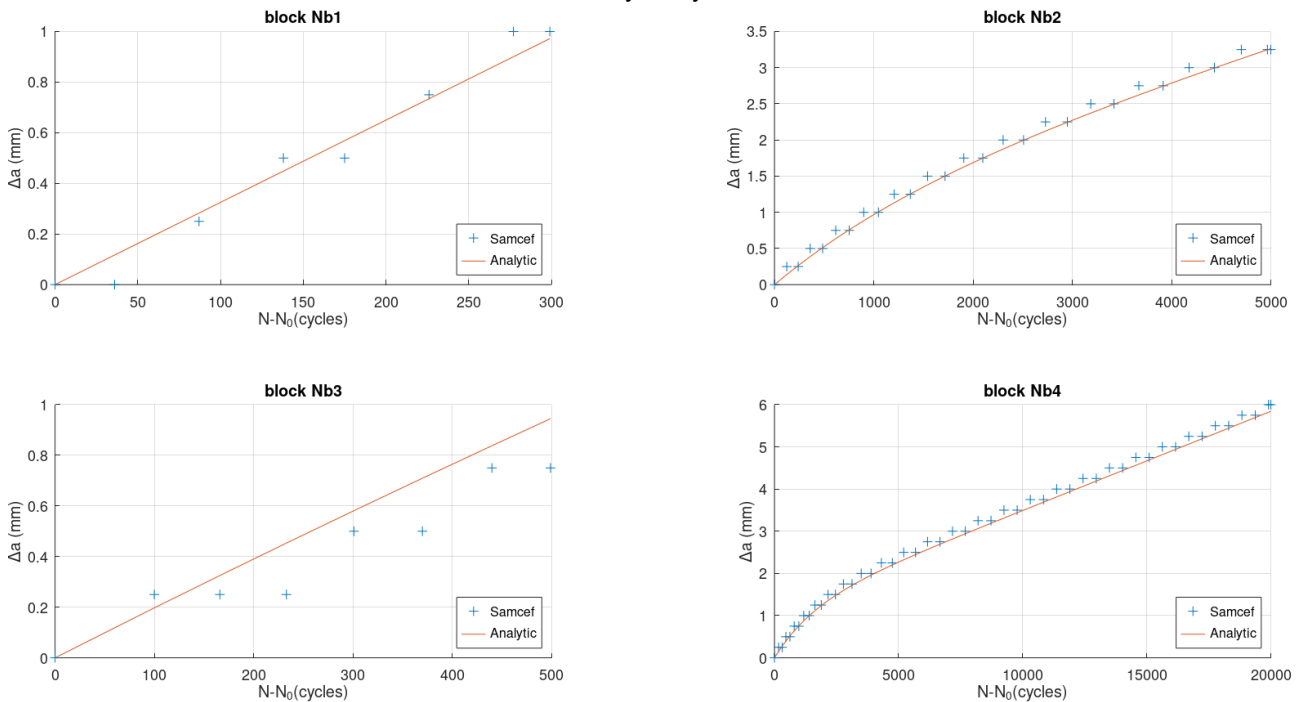 block Nb1
1
0.8
0.6
0.4
0.2
0
Δa (mm)
0 50 100 150 200 250 300
N-N₀(cycles)
Samcef
Analytic
block Nb2
3.5
3
2.5
2
1.5
1
0.5
0
Δa (mm)
0 1000 2000 3000 4000 5000
N-N₀(cycles)
Samcef
Analytic
block Nb3
1
0.8
0.6
0.4
0.2
0
Δa (mm)
0 100 200 300 400 500
N-N₀(cycles)
Samcef
Analytic
block Nb4
6
5
4
3
2
1
0
Δa (mm)
0 5000 10000 15000 20000
N-N₀(cycles)
Samcef
Analytic